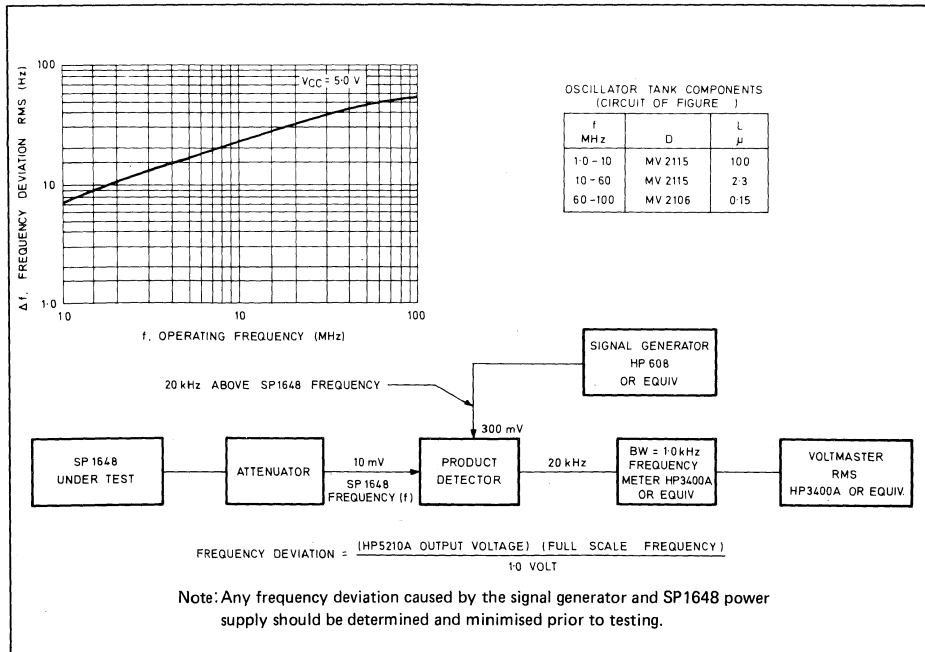 100
10
1·0
Δf. FREQUENCY DEVIATION RMS (Hz)
VCC = 5·0 V
1·0
10
100
f. OPERATING FREQUENCY (MHz)
OSCILLATOR TANK COMPONENTS
(CIRCUIT OF FIGURE )
f
MHz
D
L
μ
1·0-10 MV 2115 100
10-60 MV 2115 2·3
60-100 MV 2106 0·15
SIGNAL GENERATOR
HP 608
OR EQUIV
20 kHz ABOVE SP1648 FREQUENCY
300 mV
SP 1648
UNDER TEST
ATTENUATOR
10 mV
SP 1648
FREQUENCY (f)
PRODUCT
DETECTOR
20 kHz
BW = 1·0 kHz
FREQUENCY
METER HP3400A
OR EQUIV
VOLTMASTER
RMS
HP3400A OR EQUIV.
FREQUENCY DEVIATION = (HP5210A OUTPUT VOLTAGE) (FULL SCALE FREQUENCY)
1·0 VOLT
Note: Any frequency deviation caused by the signal generator and SP1648 power
supply should be determined and minimised prior to testing.